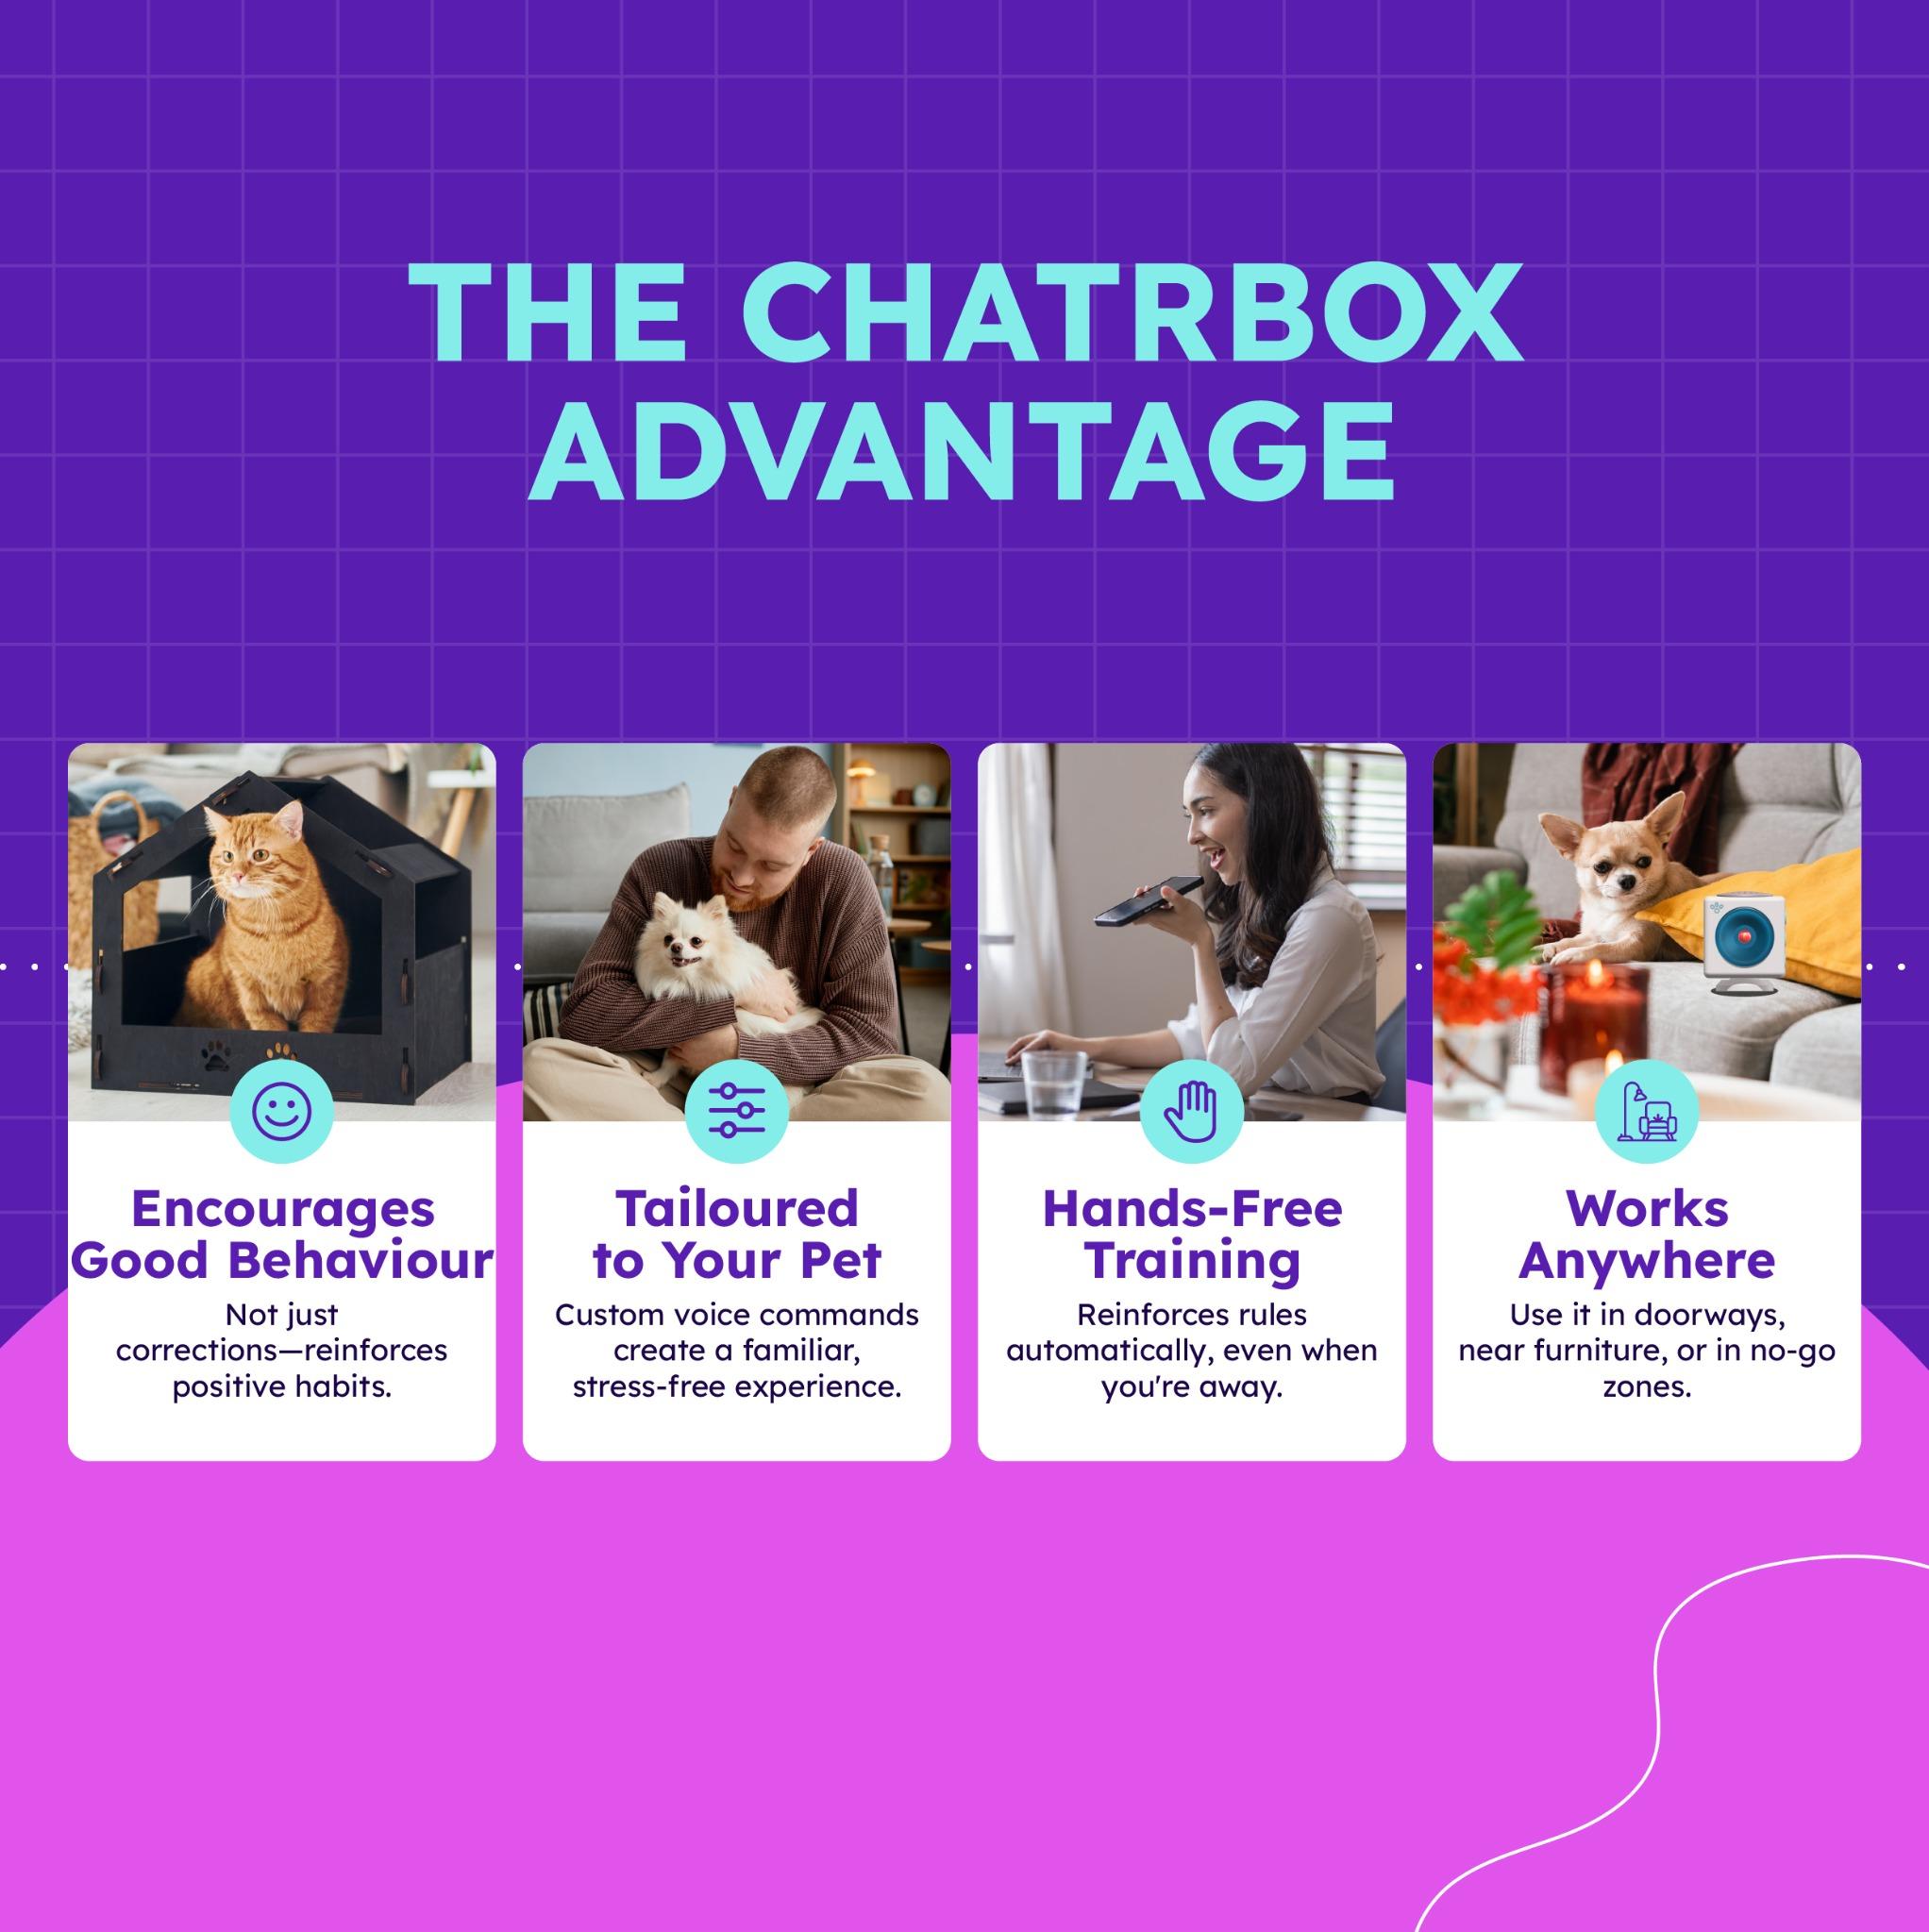 THE CHATRBOX
ADVANTAGE
Encourages
Good Behaviour
Not just
corrections—reinforces
positive habits.
Tailoured
to Your Pet
Custom voice commands
create a familiar,
stress-free experience.
Hands-Free
Training
Reinforces rules
automatically, even when
you're away.
Works
Anywhere
Use it in doorways,
near furniture, or in no-go
zones.